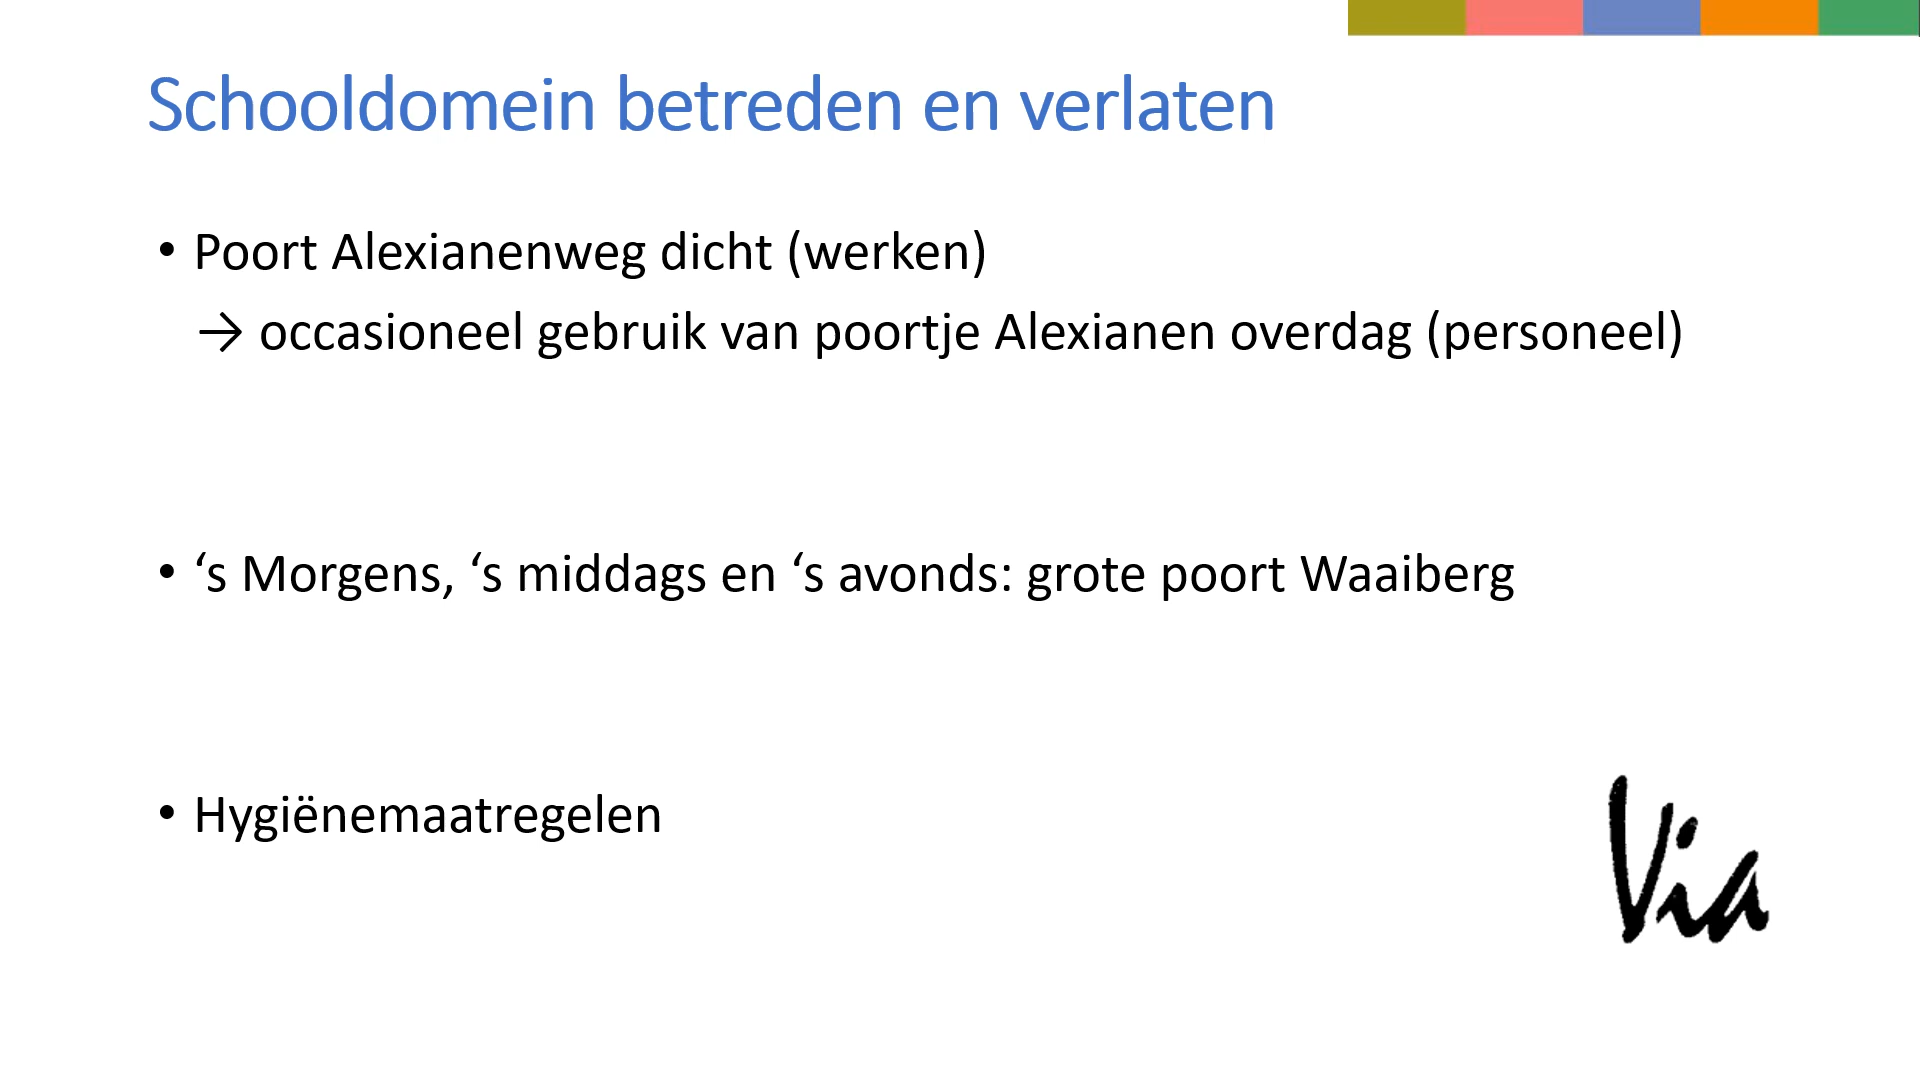 Schooldomein betreden en verlaten
• Poort Alexianenweg dicht (werken)
→ occasioneel gebruik van poortje Alexianen overdag (personeel)
• ‘s Morgens, ‘s middags en ‘s avonds: grote poort Waaiberg
• Hygiënemaatregelen
Via